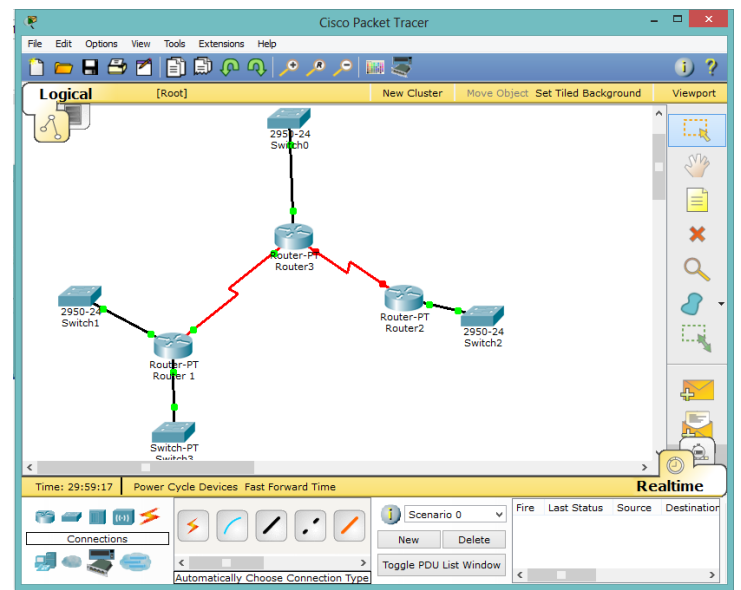 Cisco Packet Tracer
File Edit Options View Tools Extensions Help
Logical [Root] New Cluster Move Object Set Tiled Background Viewport
2950-24
Switch0
Router-PT
Router3
2950-24
Switch1
Router-PT
Router2
2950-24
Switch2
Router-PT
Router 1
Switch-PT
Switch3
Time: 29:59:17 Power Cycle Devices Fast Forward Time Realtime
Connections
Automatically Choose Connection Type
Scenario 0
New Delete
Toggle PDU List Window
Fire Last Status Source Destination